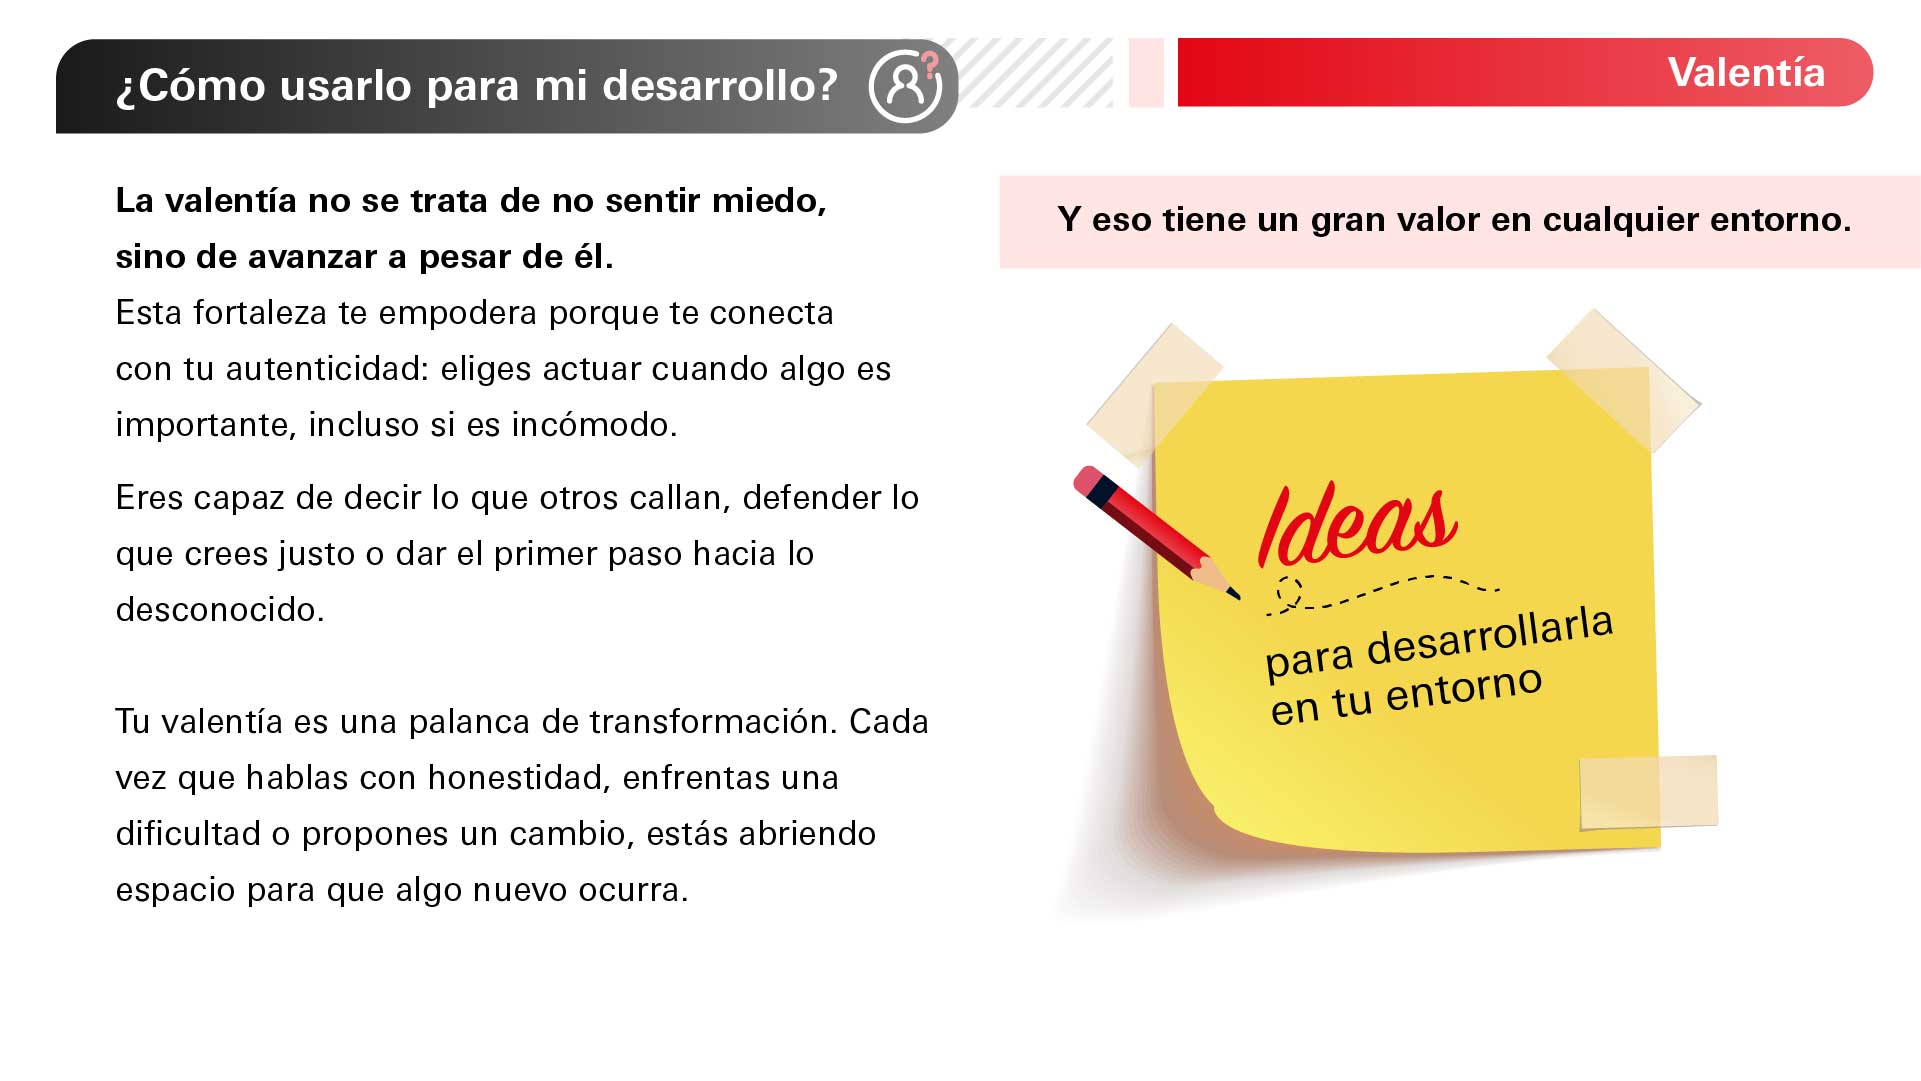 ¿Cómo usarlo para mi desarrollo?
Valentía
La valentía no se trata de no sentir miedo,
sino de avanzar a pesar de él.
Esta fortaleza te empodera porque te conecta
con tu autenticidad: eliges actuar cuando algo es
importante, incluso si es incómodo.
Eres capaz de decir lo que otros callan, defender lo
que crees justo o dar el primer paso hacia lo
desconocido.
Tu valentía es una palanca de transformación. Cada
vez que hablas con honestidad, enfrentas una
dificultad o propones un cambio, estás abriendo
espacio para que algo nuevo ocurra.
Y eso tiene un gran valor en cualquier entorno.
Ideas
para desarrollarla
en tu entorno